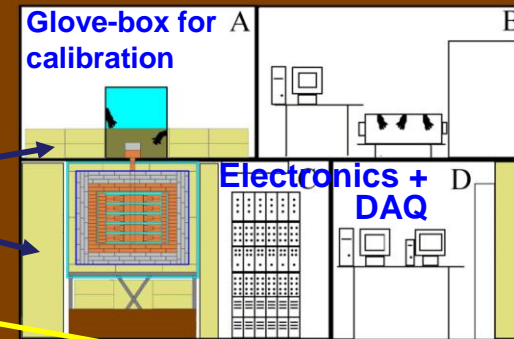 Glove-box for
calibration
A
B
Electronics +
DAQ
C
D